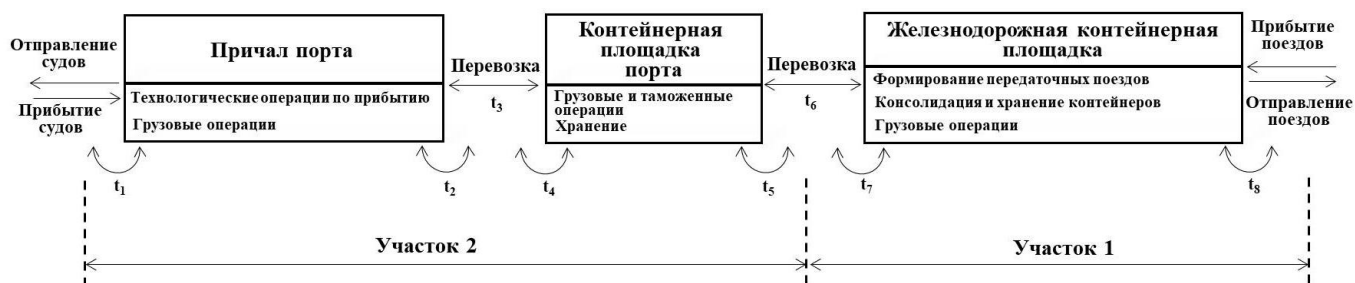 Отправление
судов
Прибытие
судов
Причал порта
Технологические операции по прибытию
Грузовые операции
Перевозка
t3
Контейнерная
площадка
порта
Грузовые и таможенные
операции
Хранение
Перевозка
t6
Железнодорожная контейнерная
площадка
Формирование передаточных поездов
Консолидация и хранение контейнеров
Грузовые операции
Прибытие
поездов
Отправление
поездов
t1
t2
t4
t5
t7
t8
Участок 2
Участок 1